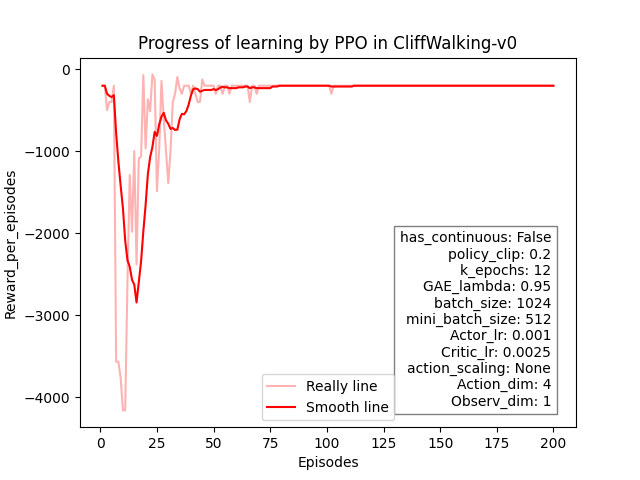 Progress of learning by PPO in CliffWalking-v0
Reward_per_episodes
0
−1000
−2000
−3000
−4000
has_continuous: False
policy_clip: 0.2
k_epochs: 12
GAE_lambda: 0.95
batch_size: 1024
mini_batch_size: 512
Actor_lr: 0.001
Critic_lr: 0.0025
action_scaling: None
Action_dim: 4
Observ_dim: 1
Really line
Smooth line
0 25 50 75 100 125 150 175 200
Episodes